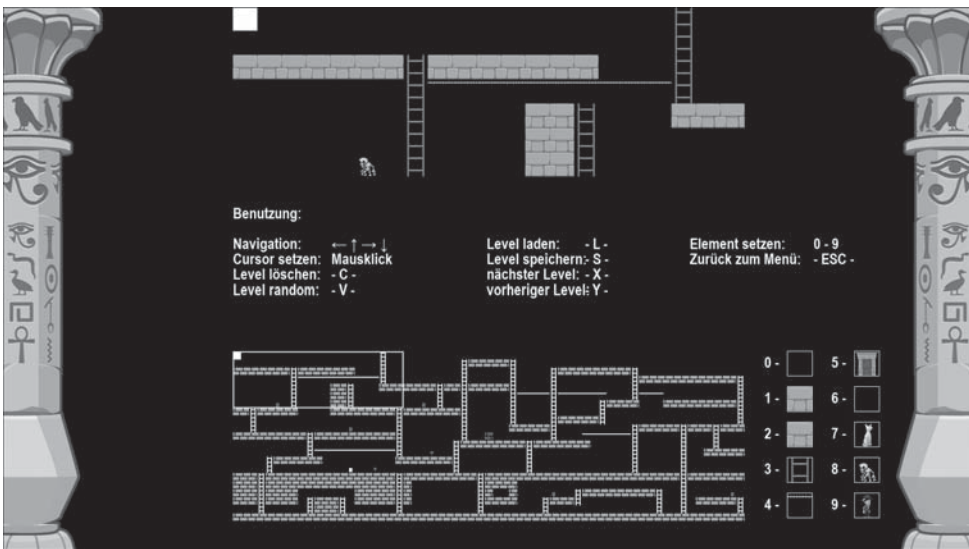 Benutzung:
Navigation: ←↑→↓
Cursor setzen: Mausklick
Level löschen: - C -
Level random: - V -
Level laden: - L -
Level speichern: - S -
nächster Level: - X -
vorheriger Level: Y -
Element setzen: 0 - 9
Zurück zum Menü: - ESC -
0 -
1 -
2 -
3 -
4 -
5 -
6 -
7 -
8 -
9 -